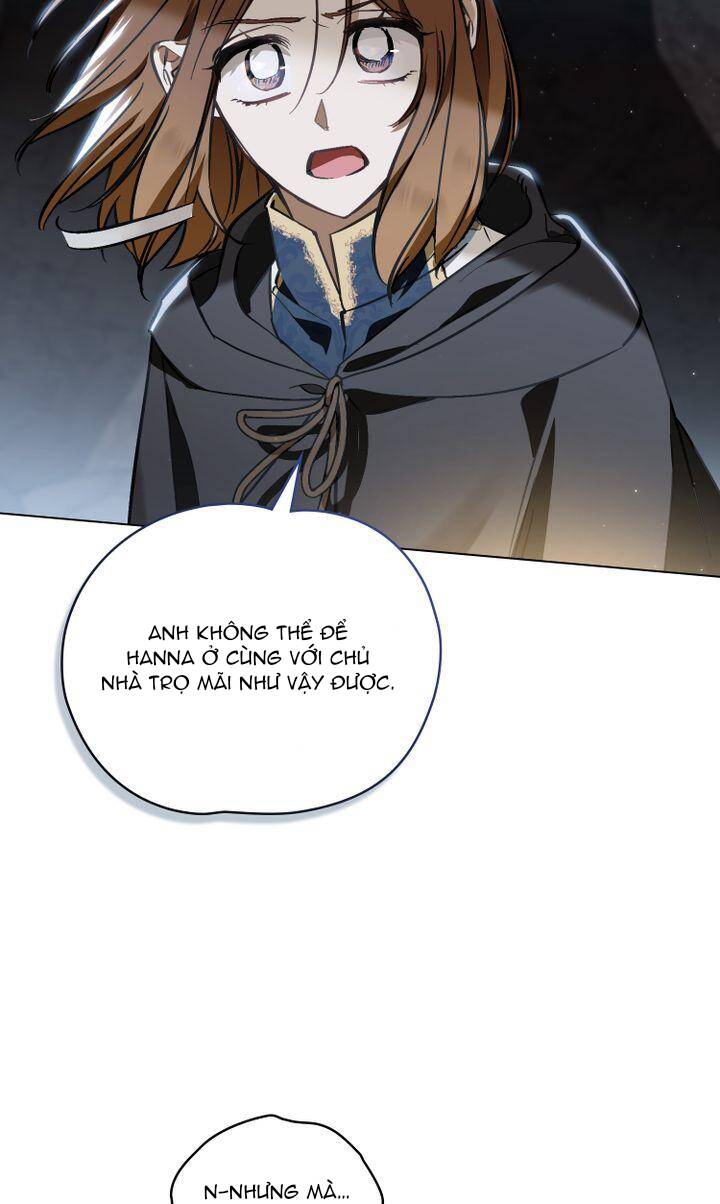 ANH KHÔNG THỂ ĐỂ
HANNA Ở CÙNG VỚI CHỦ
NHÀ TRỌ MÃI NHƯ VẬY ĐƯỢC.
N-NHƯNG MÀ...